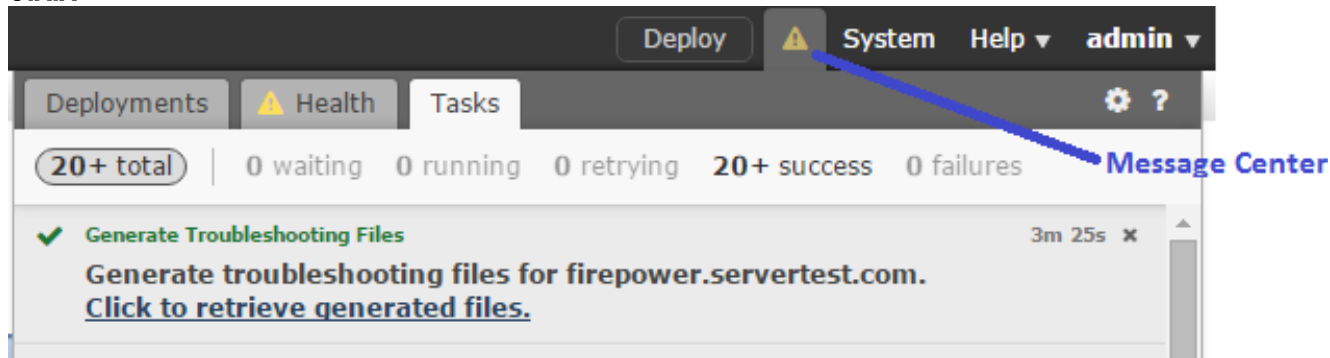 Deploy System Help admin
Deployments Health Tasks ?
20+ total 0 waiting 0 running 0 retrying 20+ success 0 failures
Message Center
Generate Troubleshooting Files 3m 25s
Generate troubleshooting files for firepower.servertest.com.
Click to retrieve generated files.